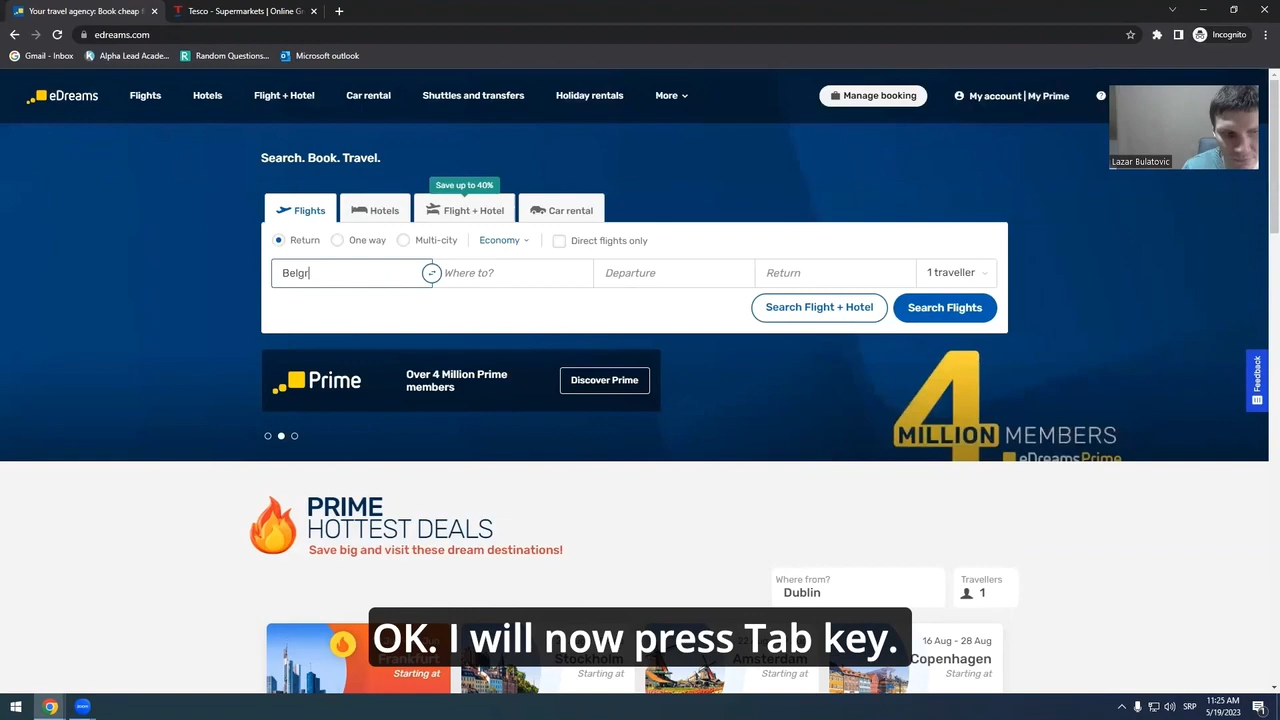 Your travel agency: Book cheap f
Tesco - Supermarkets | Online Gr
edreams.com
Incognito
Gmail - Inbox
Alpha Lead Academ...
Random Questions...
Microsoft outlook
eDreams
Flights
Hotels
Flight + Hotel
Car rental
Shuttles and transfers
Holiday rentals
More
Manage booking
My account | My Prime
Lazar Bulatovic
Search. Book. Travel.
Save up to 40%
Flights
Hotels
Flight + Hotel
Car rental
Return
One way
Multi-city
Economy
Direct flights only
Belgr
Where to?
Departure
Return
1 traveller
Search Flight + Hotel
Search Flights
Prime
Over 4 Million Prime
members
Discover Prime
4
MILLION MEMBERS
eDreams Prime
Feedback
PRIME
HOTTEST DEALS
Save big and visit these dream destinations!
Where from?
Dublin
Travellers
1
OK. I will now press Tab key.
Jun
16 Aug - 28 Aug
Frankfurt
Stockholm
Amsterdam
Copenhagen
Starting at
Starting at
Starting at
Starting at
SRP
11:25 AM
5/19/2023